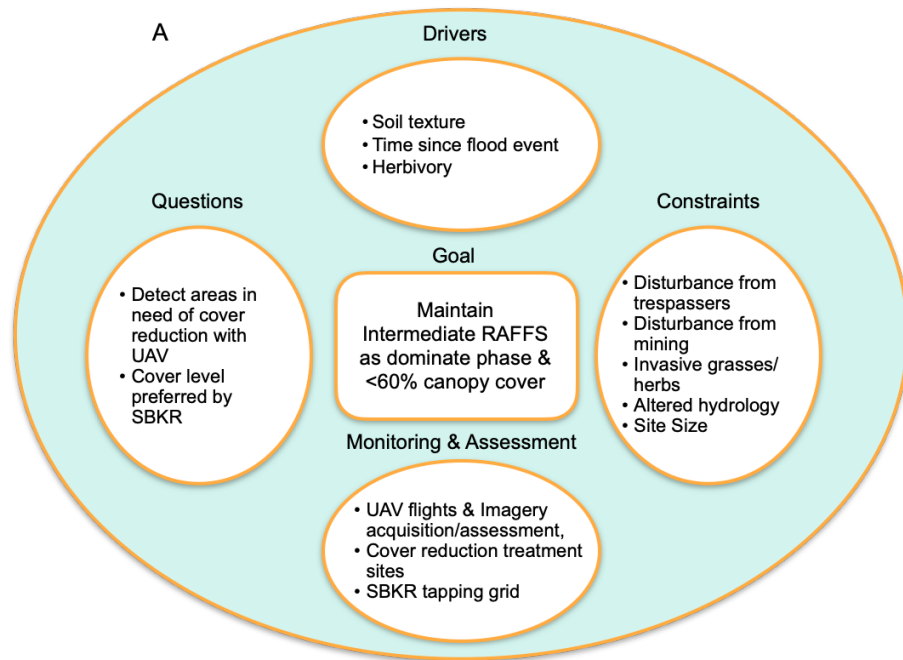 A
Drivers
• Soil texture
• Time since flood event
• Herbivory
Questions
• Detect areas in
need of cover
reduction with
UAV
• Cover level
preferred by
SBKR
Goal
Maintain
Intermediate RAFFS
as dominate phase &
<60% canopy cover
Constraints
• Disturbance from
trespassers
• Disturbance from
mining
• Invasive grasses/
herbs
• Altered hydrology
• Site Size
Monitoring & Assessment
• UAV flights & Imagery
acquisition/assessment,
• Cover reduction treatment
sites
• SBKR tapping grid